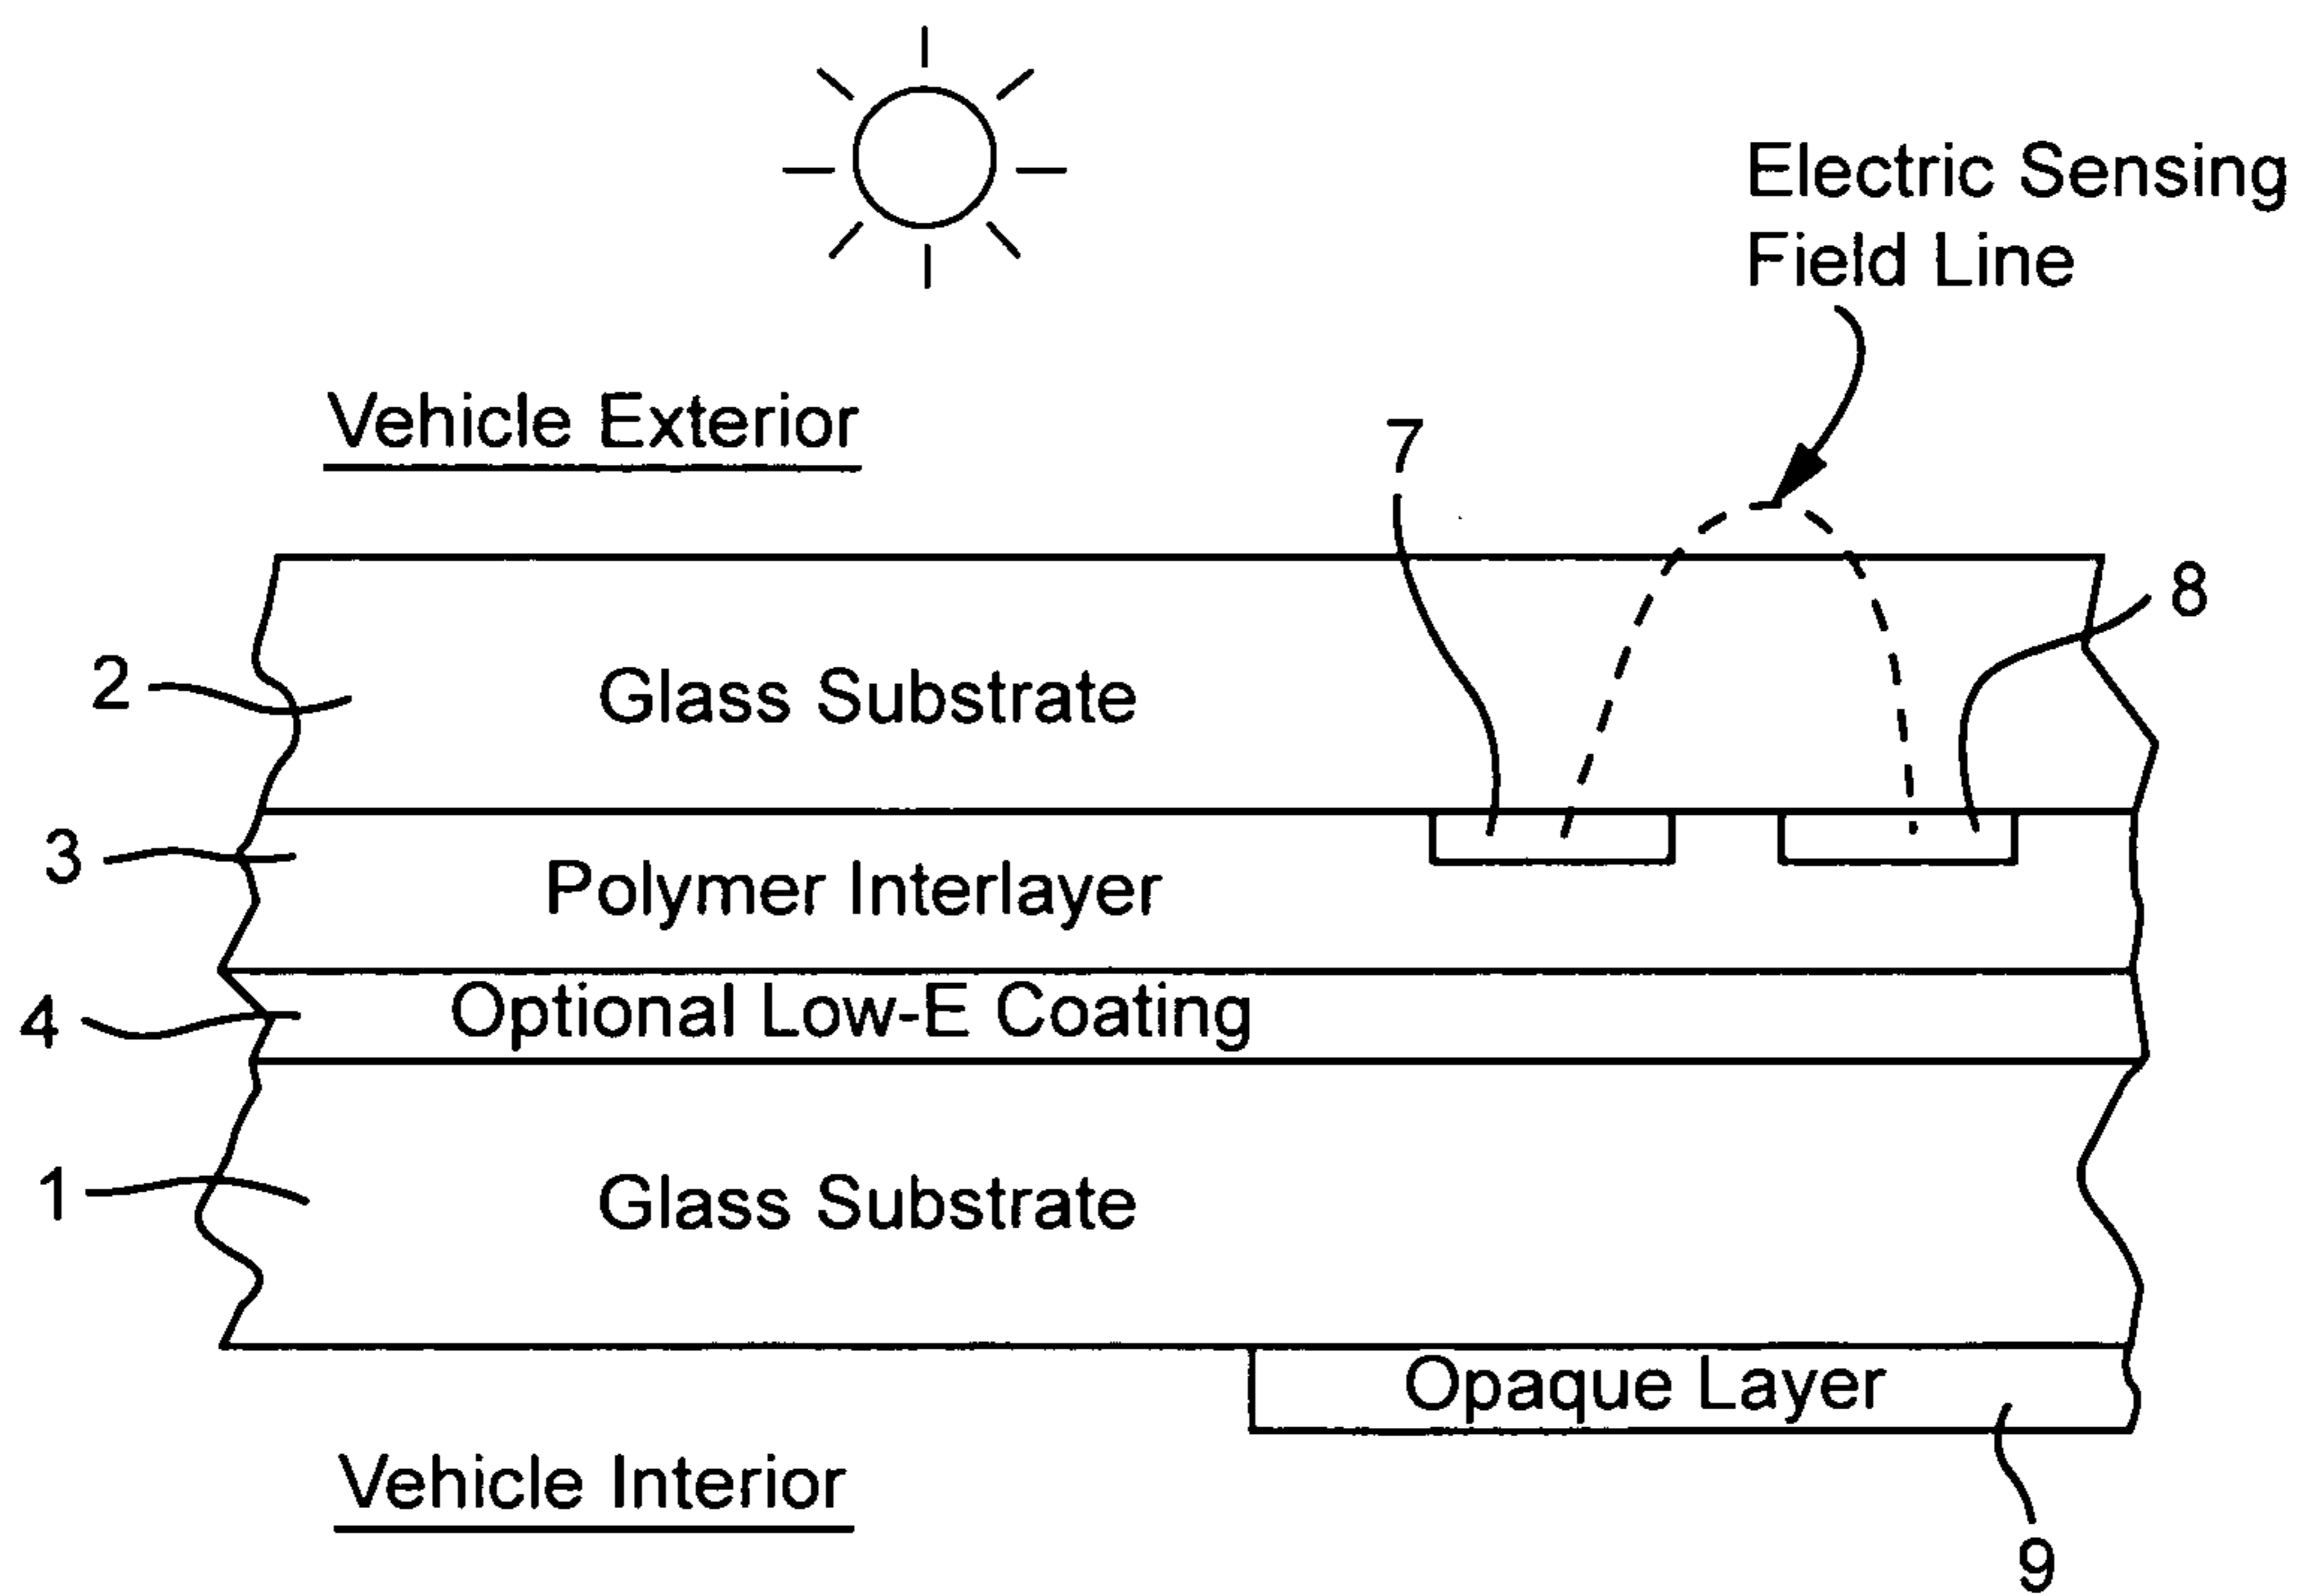 Electric Sensing
Field Line
Vehicle Exterior
7
8
2
Glass Substrate
3
Polymer Interlayer
4
Optional Low-E Coating
1
Glass Substrate
Opaque Layer
Vehicle Interior
9